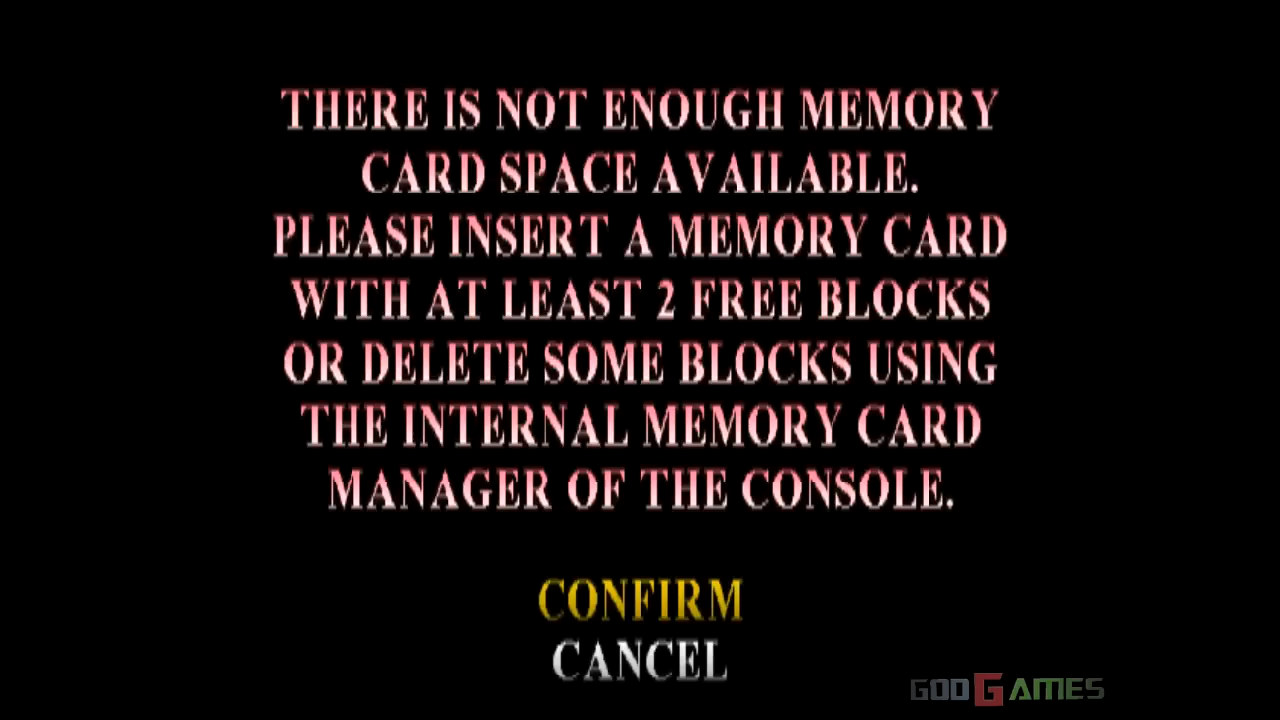 THERE IS NOT ENOUGH MEMORY
CARD SPACE AVAILABLE.
PLEASE INSERT A MEMORY CARD
WITH AT LEAST 2 FREE BLOCKS
OR DELETE SOME BLOCKS USING
THE INTERNAL MEMORY CARD
MANAGER OF THE CONSOLE.
CONFIRM
CANCEL
GODGAMES